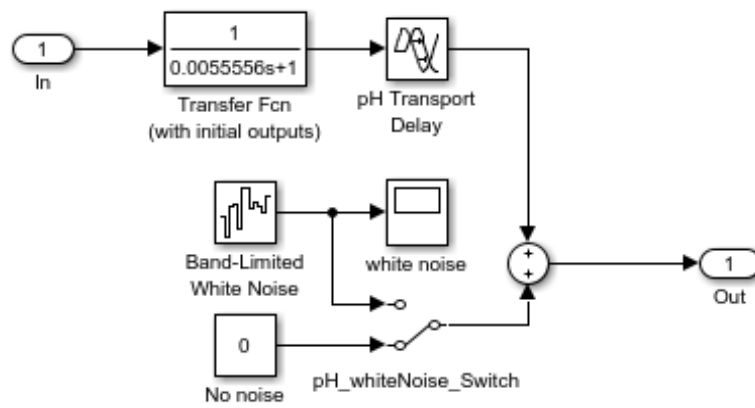 1
In
1
0.0055556s+1
Transfer Fcn
(with initial outputs)
pH Transport
Delay
Band-Limited
White Noise
white noise
+
+
1
Out
0
No noise
pH_whiteNoise_Switch